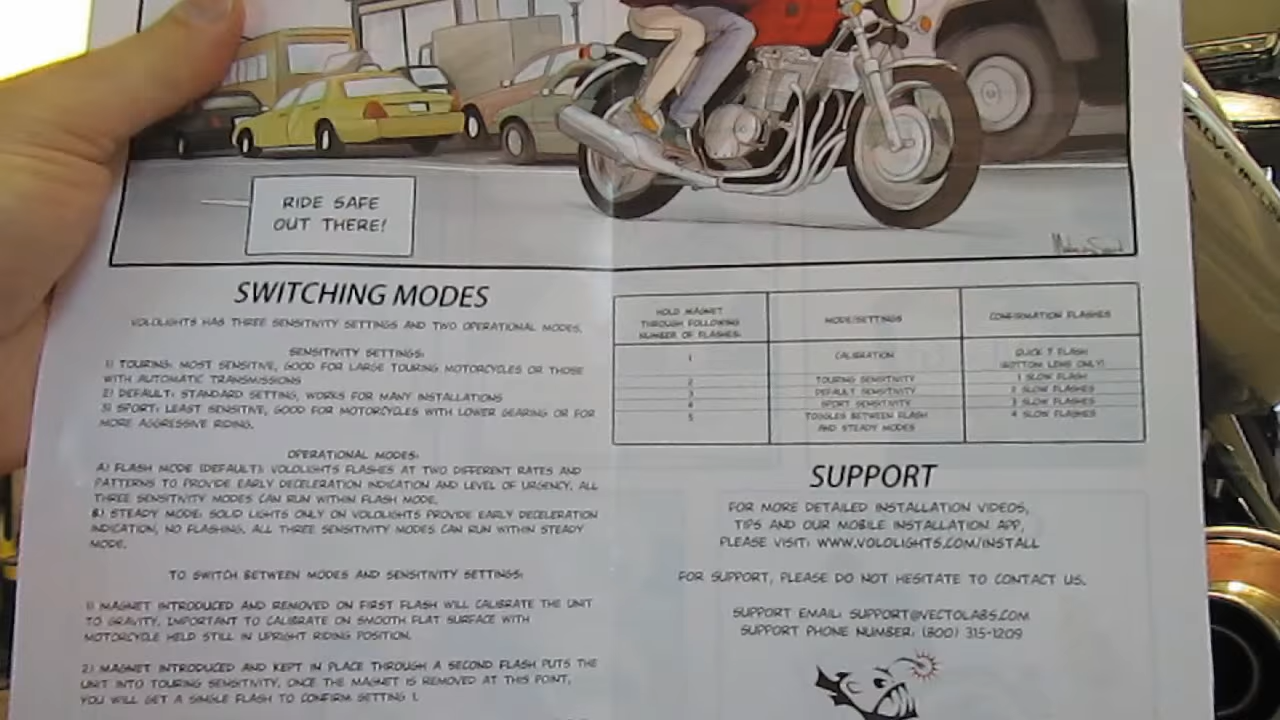 RIDE SAFE
OUT THERE!
SWITCHING MODES
VOLOLIGHTS HAS THREE SENSITIVITY SETTINGS AND TWO OPERATIONAL MODES.
SENSITIVITY SETTINGS:
1) TOURING: MOST SENSITIVE, GOOD FOR LARGE TOURING MOTORCYCLES OR THOSE
WITH AUTOMATIC TRANSMISSIONS
2) DEFAULT: STANDARD SETTING, WORKS FOR MANY INSTALLATIONS
3) SPORT: LEAST SENSITIVE, GOOD FOR MOTORCYCLES WITH LOWER GEARING OR FOR
MORE AGGRESSIVE RIDING.
OPERATIONAL MODES:
A) FLASH MODE (DEFAULT): VOLOLIGHTS FLASHES AT TWO DIFFERENT RATES AND
PATTERNS TO PROVIDE EARLY DECELERATION INDICATION AND LEVEL OF URGENCY. ALL
THREE SENSITIVITY MODES CAN RUN WITHIN FLASH MODE.
B) STEADY MODE: SOLID LIGHTS ONLY ON VOLOLIGHTS PROVIDE EARLY DECELERATION
INDICATION, NO FLASHING. ALL THREE SENSITIVITY MODES CAN RUN WITHIN STEADY
MODE.
TO SWITCH BETWEEN MODES AND SENSITIVITY SETTINGS:
1) MAGNET INTRODUCED AND REMOVED ON FIRST FLASH WILL CALIBRATE THE UNIT
TO GRAVITY. IMPORTANT TO CALIBRATE ON SMOOTH FLAT SURFACE WITH
MOTORCYCLE HELD STILL IN UPRIGHT RIDING POSITION.
2) MAGNET INTRODUCED AND KEPT IN PLACE THROUGH A SECOND FLASH PUTS THE
UNIT INTO TOURING SENSITIVITY. ONCE THE MAGNET IS REMOVED AT THIS POINT,
YOU WILL GET A SINGLE FLASH TO CONFIRM SETTING 1.
HOLD MAGNET
THROUGH FOLLOWING
NUMBER OF FLASHES:
MODE/SETTINGS
CONFIRMATION FLASHES
1
CALIBRATION
QUICK 7 FLASH
(BOTTOM LENS ONLY)
2
TOURING SENSITIVITY
1 SLOW FLASH
3
DEFAULT SENSITIVITY
2 SLOW FLASHES
4
SPORT SENSITIVITY
3 SLOW FLASHES
5
TOGGLES BETWEEN FLASH
AND STEADY MODES
4 SLOW FLASHES
SUPPORT
FOR MORE DETAILED INSTALLATION VIDEOS,
TIPS AND OUR MOBILE INSTALLATION APP,
PLEASE VISIT: WWW.VOLOLIGHTS.COM/INSTALL
FOR SUPPORT, PLEASE DO NOT HESITATE TO CONTACT US.
SUPPORT EMAIL: SUPPORT@VECTOLABS.COM
SUPPORT PHONE NUMBER: (800) 315-1209